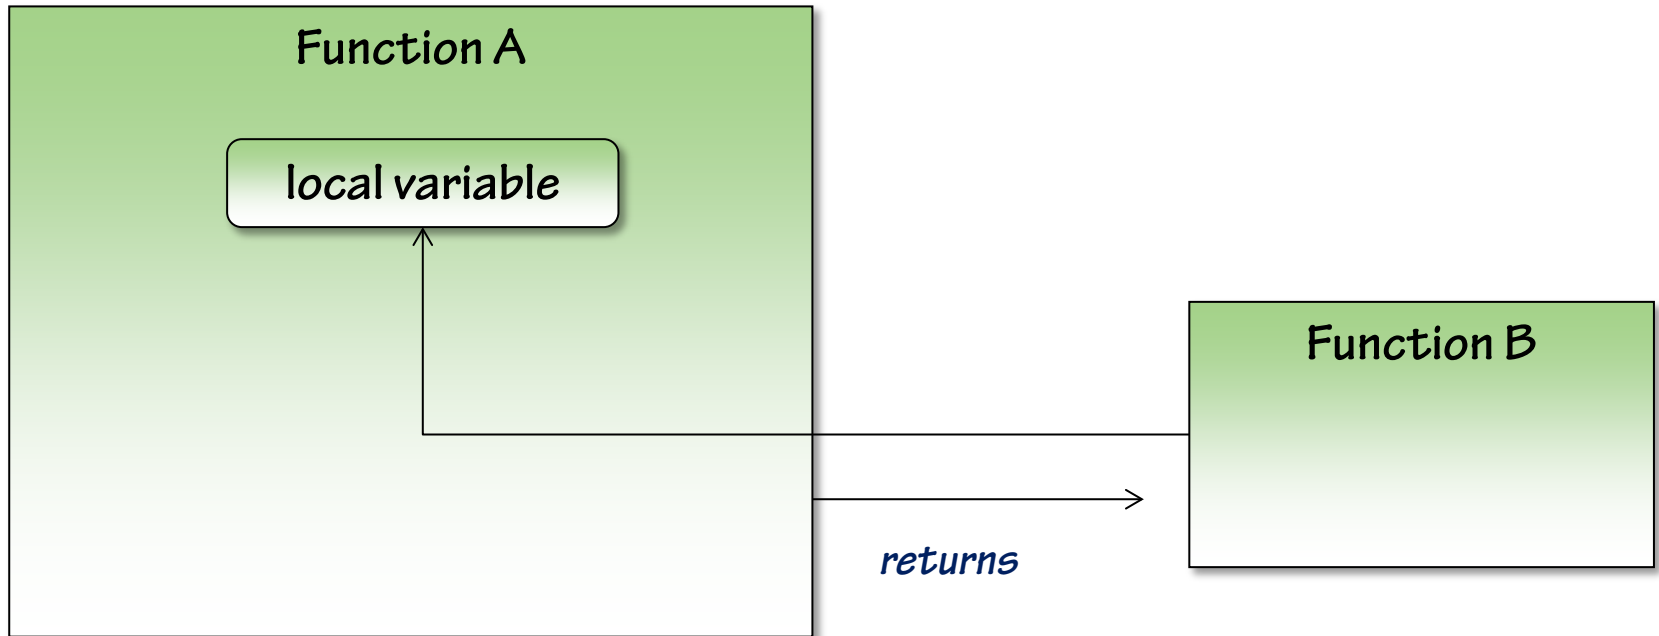 Function A
local variable
Function B
returns